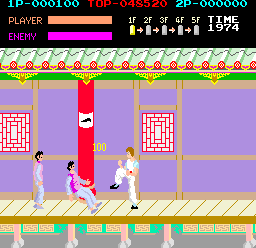 1P-000100 TOP-046520 2P-000000
PLAYER 1F 2F 3F 4F 5F TIME
ENEMY 1974
100